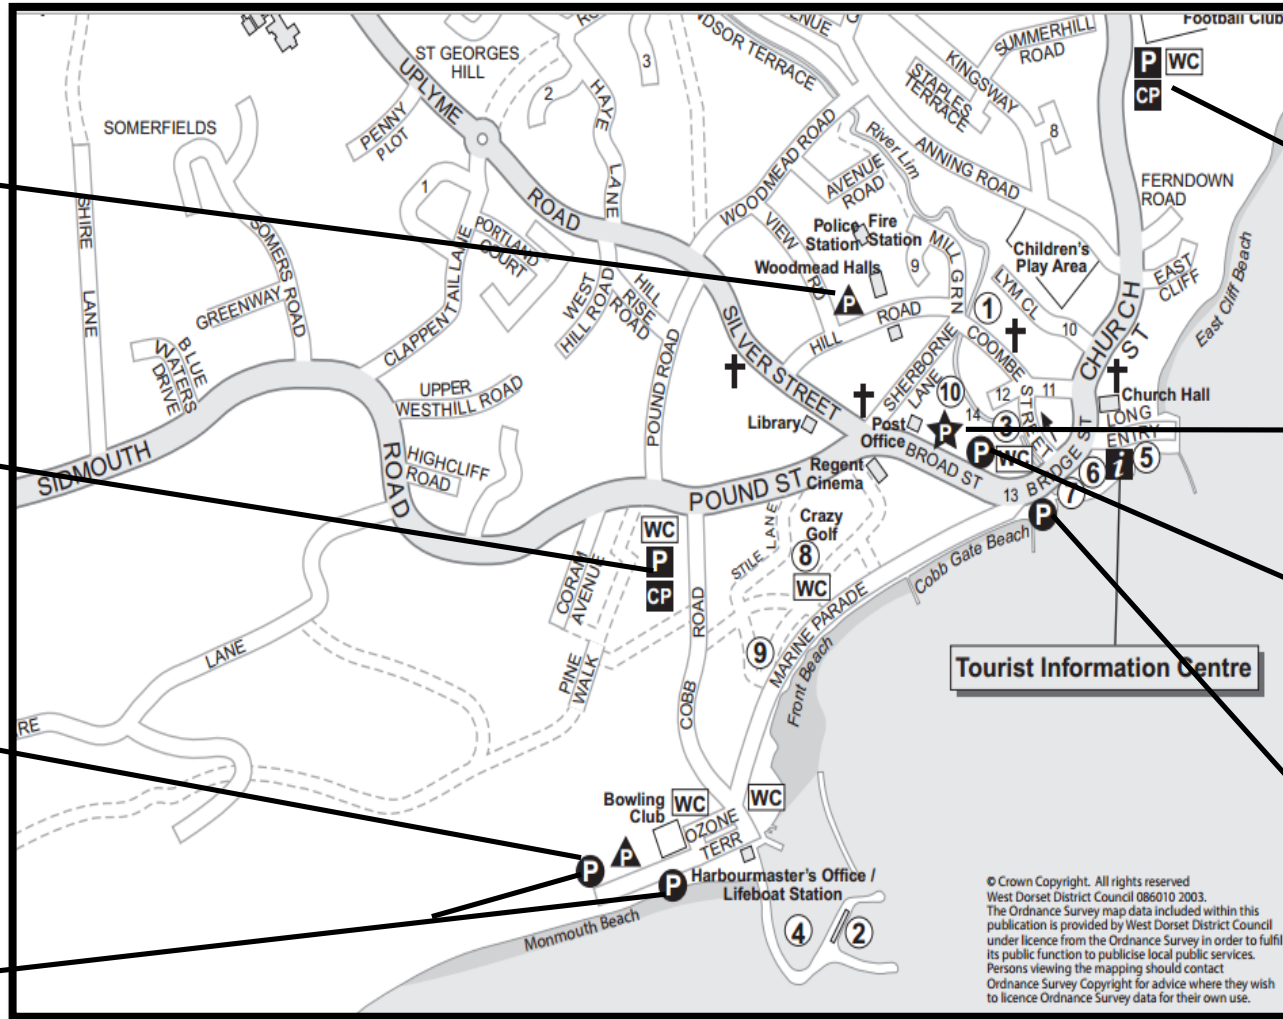 Football Club
P WC
CP
SUMMERHILL
ROAD
KINGSWAY
STAPLES
TERRACE
NDSOR TERRACE
VENUE
ST GEORGES
HILL
UPLYME
ROAD
HAYE
LANE
2
3
8
PENNY
PLOT
SOMERFIELDS
SHIRE
LANE
SOMERS ROAD
GREENWAY
BLUE
WATERS
DRIVE
1
CLAPPENTAIL LANE
PORTLAND
COURT
WEST
HILL ROAD
HILL
RISE
ROAD
WOODMEAD ROAD
River Lim
ANNING ROAD
AVENUE
ROAD
VIEW
RD
Police
Station
Fire
Station
Woodmead Halls
P
MILL GRN
9
Children's
Play Area
FERNDOWN
ROAD
EAST
CLIFF
East Cliff Beach
LYM CL
10
CHURCH
ST
1
HILL
ROAD
SILVER STREET
POUND ROAD
SHERBORNE
LANE
COOMBE
STREET
12
11
14
10
3
Church Hall
LONG
ENTRY
5
i
6
7
BRIDGE ST
13
P
P
WC
P
Post
Office
BROAD ST
Library
Regent
Cinema
POUND ST
UPPER
WESTHILL ROAD
HIGHCLIFF
ROAD
SIDMOUTH
ROAD
WC
P
CP
CORAM
AVENUE
STILE LANE
Crazy
Golf
8
WC
MARINE PARADE
Cobb Gate Beach
Front Beach
9
PINE
WALK
COBB
ROAD
LANE
RE
Tourist Information Centre
Bowling
Club
WC
WC
OZONE
TERR
P
P
P
Harbourmaster's Office /
Lifeboat Station
Monmouth Beach
4
2
© Crown Copyright. All rights reserved
West Dorset District Council 086010 2003.
The Ordnance Survey map data included within this
publication is provided by West Dorset District Council
under licence from the Ordnance Survey in order to fulfil
its public function to publicise local public services.
Persons viewing the mapping should contact
Ordnance Survey Copyright for advice where they wish
to licence Ordnance Survey data for their own use.